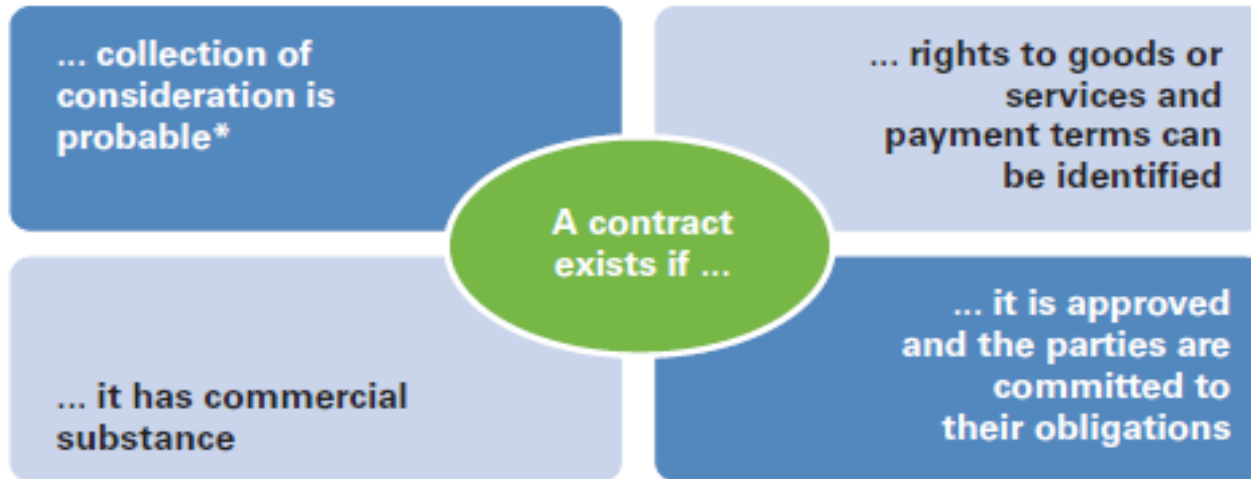 ... collection of
consideration is
probable*
... rights to goods or
services and
payment terms can
be identified
A contract
exists if ...
... it has commercial
substance
... it is approved
and the parties are
committed to
their obligations